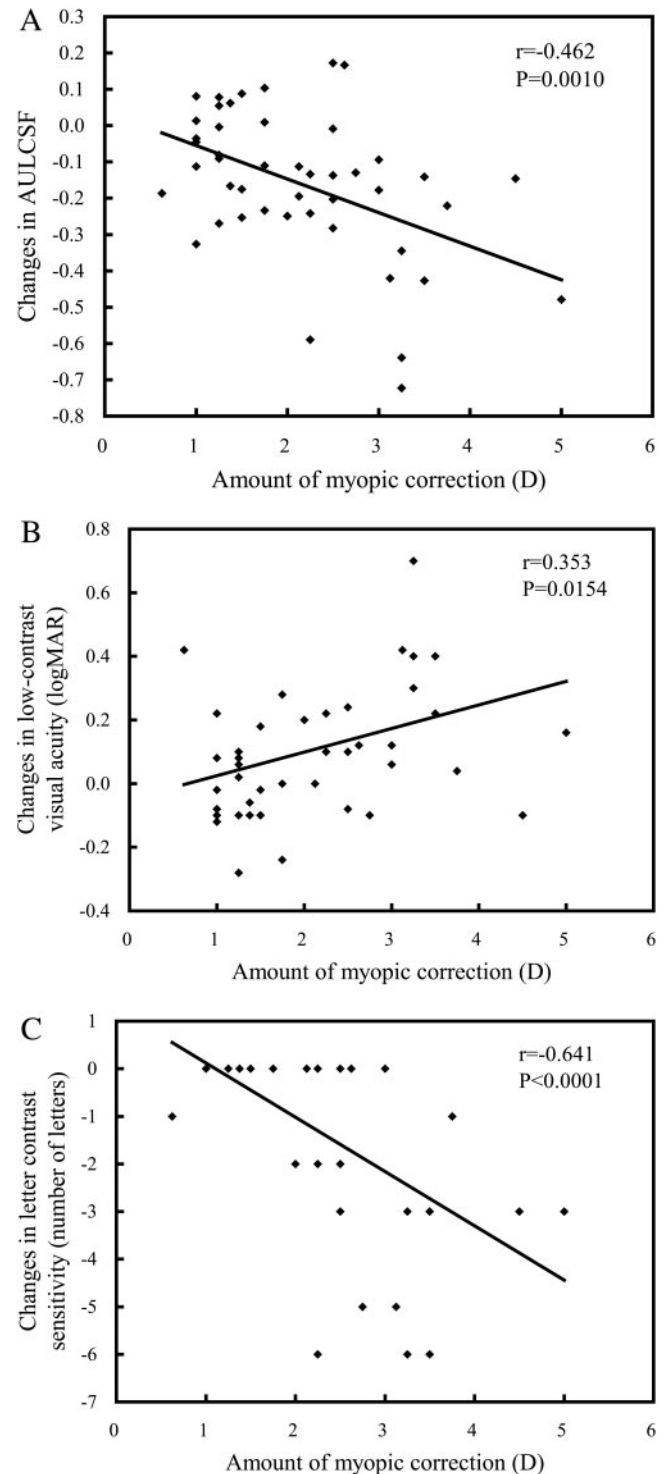 A
0.3
0.2
0.1
0.0
-0.1
-0.2
-0.3
-0.4
-0.5
-0.6
-0.7
-0.8
Changes in AULCSF
r=-0.462
P=0.0010
0 1 2 3 4 5 6
Amount of myopic correction (D)
B
0.8
0.6
0.4
0.2
0.0
-0.2
-0.4
Changes in low-contrast
visual acuity (logMAR)
r=0.353
P=0.0154
0 1 2 3 4 5 6
Amount of myopic correction (D)
C
1
0
-1
-2
-3
-4
-5
-6
-7
Changes in letter contrast
sensitivity (number of letters)
r=-0.641
P<0.0001
0 1 2 3 4 5 6
Amount of myopic correction (D)